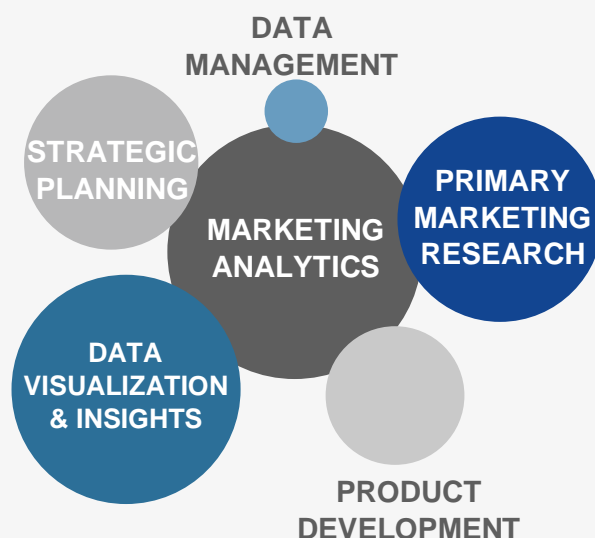 DATA
MANAGEMENT
STRATEGIC
PLANNING
PRIMARY
MARKETING
RESEARCH
MARKETING
ANALYTICS
DATA
VISUALIZATION
& INSIGHTS
PRODUCT
DEVELOPMENT